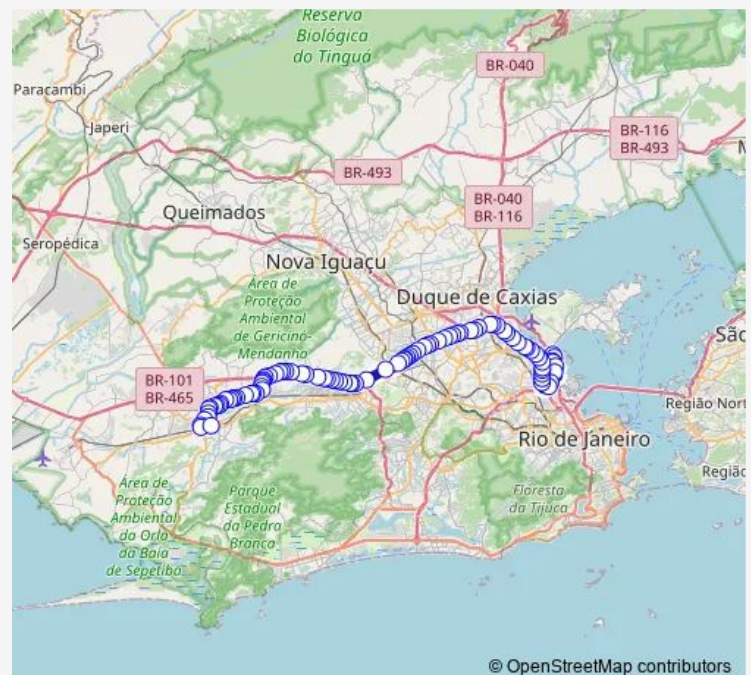 Reserva
Biológica
do Tinguá
BR-040
Paracambi
Japeri
BR-116
BR-493
BR-493
BR-040
BR-116
Queimados
Seropédica
Nova Iguaçu
Área de
Proteção
Ambiental
de Gericinó-
Mendanha
Duque de Caxias
São
BR-101
BR-465
Região Nort
Rio de Janeiro
Região
Área de
Proteção
Ambiental
da Orla
da Baía
de Sepetiba
Parque
Estadual
da Pedra
Branca
Floresta
da Tijuca
© OpenStreetMap contributors